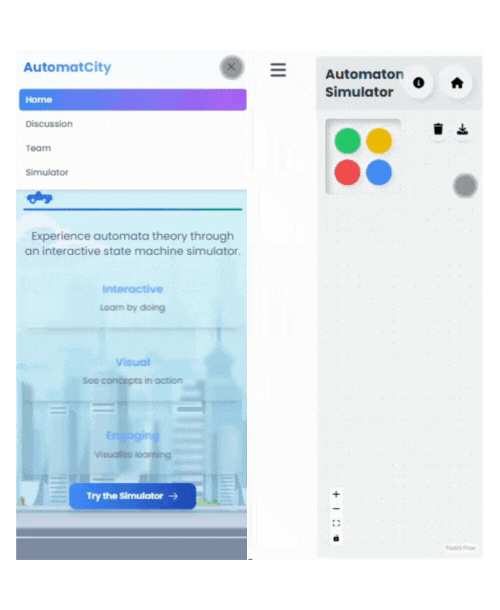 AutomatCity
Home
Discussion
Team
Simulator
Experience automata theory through
an interactive state machine simulator.
Interactive
Learn by doing
Visual
See concepts in action
Engaging
Visualize learning
Try the Simulator →
Automaton
Simulator
React Flow